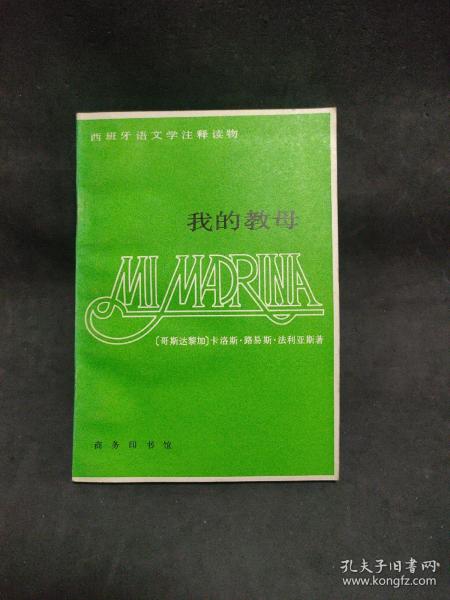 西班牙语文学注释读物
我的教母
MI MADRINA
〔哥斯达黎加〕卡洛斯·路易斯·法利亚斯著
商务印书馆
孔夫子旧书网
www.kongfz.com